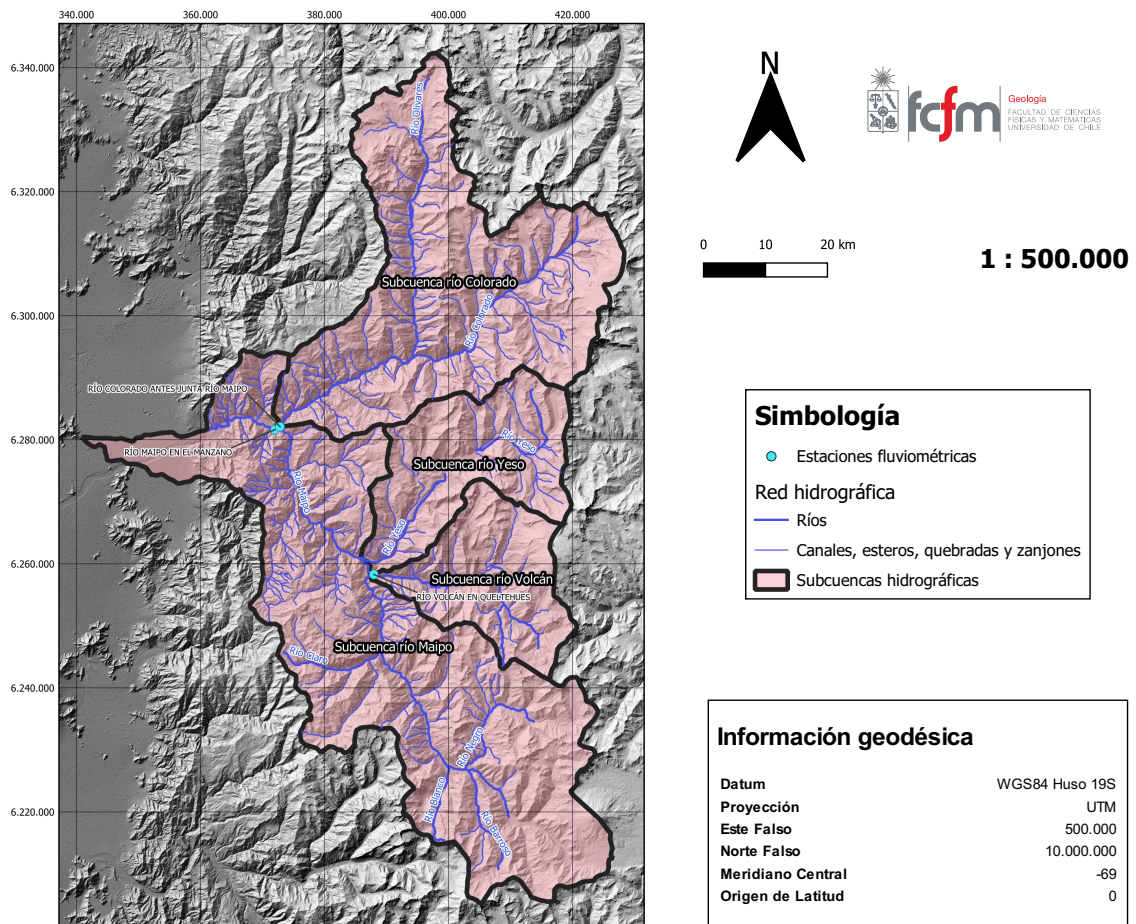 340.000
360.000
380.000
400.000
420.000
6.340.000
6.320.000
6.300.000
6.280.000
6.260.000
6.240.000
6.220.000
Río Olivares
Subcuenca río Colorado
Río Colorado
RÍO COLORADO ANTES JUNTA RÍO MAIPO
RÍO MAIPO EN EL MANZANO
Río Yeso
Subcuenca río Yeso
Río Maipo
Río Yeso
Subcuenca río Volcán
RÍO VOLCÁN EN QUELTEHUES
Subcuenca río Maipo
Río Claro
Río Negro
Río Blanco
Río Barroso
N
fcfm
Geología
FACULTAD DE CIENCIAS
FÍSICAS Y MATEMÁTICAS
UNIVERSIDAD DE CHILE
0 10 20 km
1 : 500.000
Simbología
Estaciones fluviométricas
Red hidrográfica
Ríos
Canales, esteros, quebradas y zanjones
Subcuencas hidrográficas
Información geodésica
Datum WGS84 Huso 19S
Proyección UTM
Este Falso 500.000
Norte Falso 10.000.000
Meridiano Central -69
Origen de Latitud 0